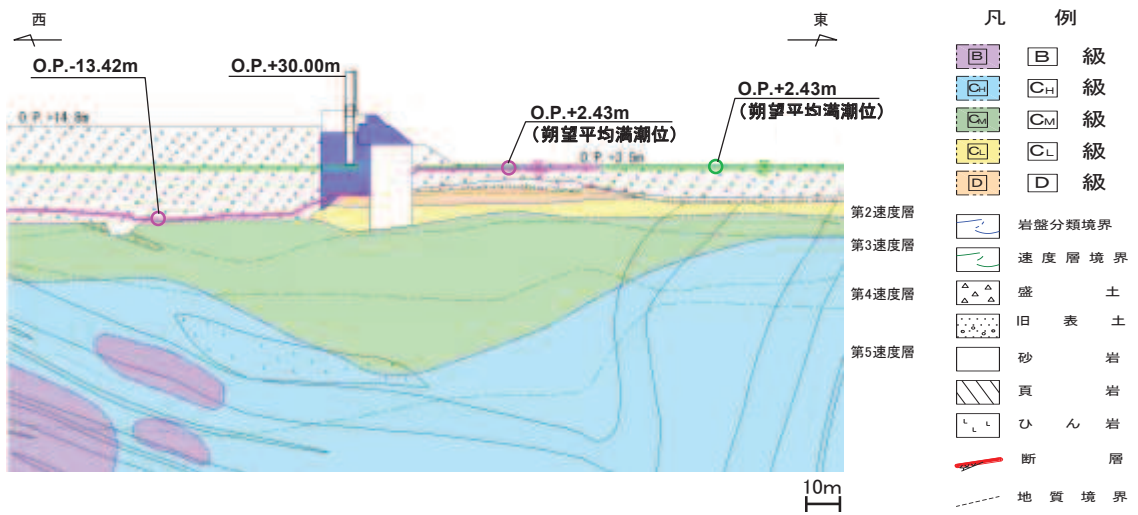 西
東
O.P.-13.42m
O.P.+30.00m
O.P.+2.43m
(朔望平均満潮位)
O.P.+2.43m
(朔望平均満潮位)
O.P.+14.8m
O.P.+3.5m
第2速度層
第3速度層
第4速度層
第5速度層
10m
凡 例
B B 級
CH CH 級
CM CM 級
CL CL 級
D D 級
岩盤分類境界
速度層境界
盛 土
旧 表 土
砂 岩
頁 岩
ひ ん 岩
断 層
地 質 境 界